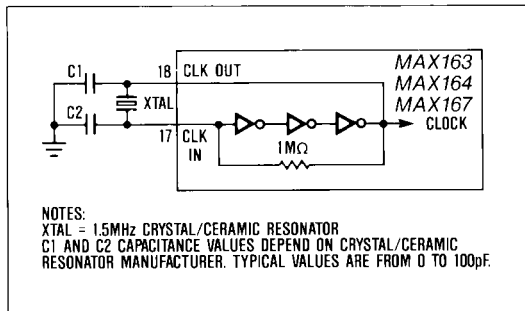 MAX163
MAX164
MAX167
18 CLK OUT
C1
XTAL
C2
17 CLK
IN
1MΩ
CLOCK
NOTES:
XTAL = 1.5MHz CRYSTAL/CERAMIC RESONATOR
C1 AND C2 CAPACITANCE VALUES DEPEND ON CRYSTAL/CERAMIC
RESONATOR MANUFACTURER. TYPICAL VALUES ARE FROM 0 TO 100pF.